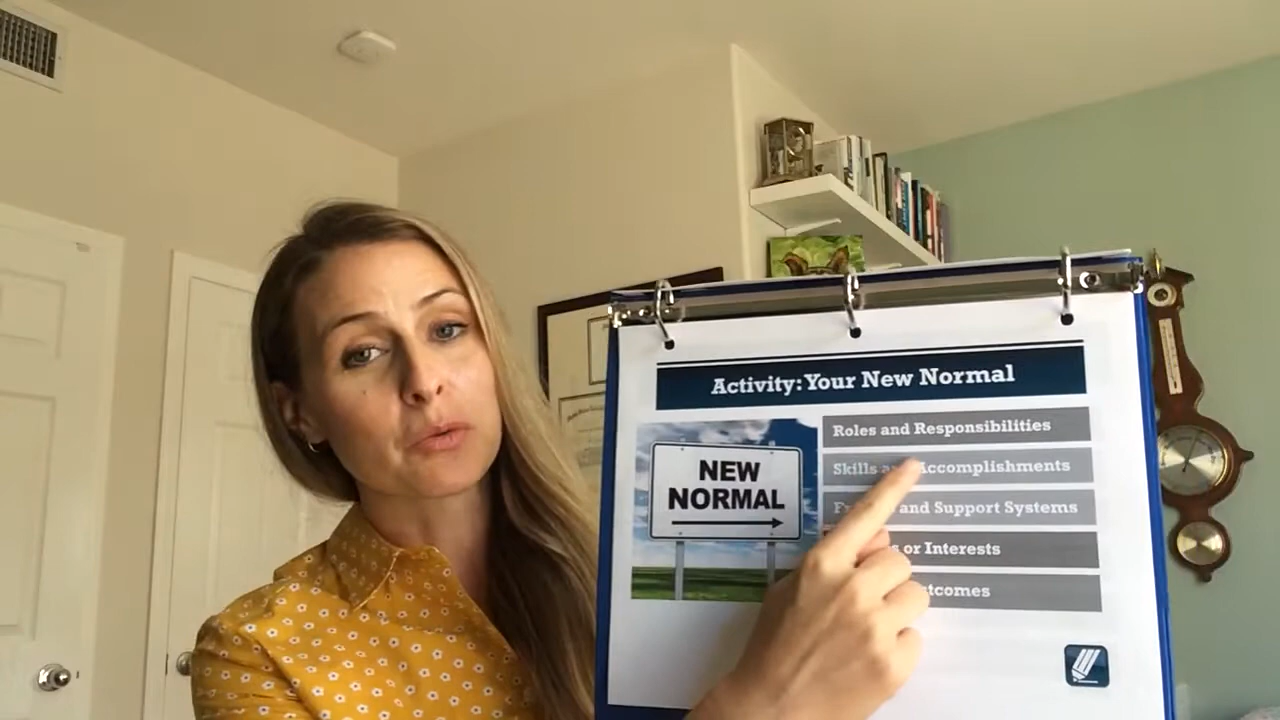 Activity: Your New Normal
NEW
NORMAL
Roles and Responsibilities
Skills Accomplishments
and Support Systems
or Interests